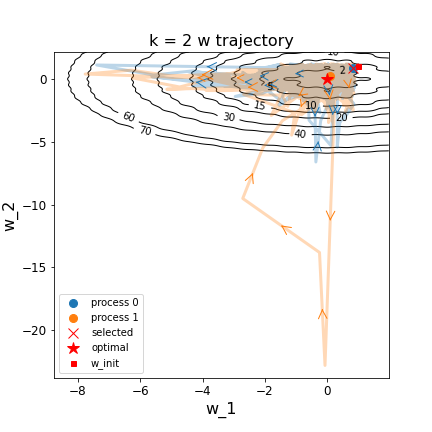 k = 2 w trajectory
w_2
0
−5
−10
−15
−20
10
2
5
15
10
30
20
60
40
70
process 0
process 1
selected
optimal
w_init
−8
−6
−4
−2
0
w_1